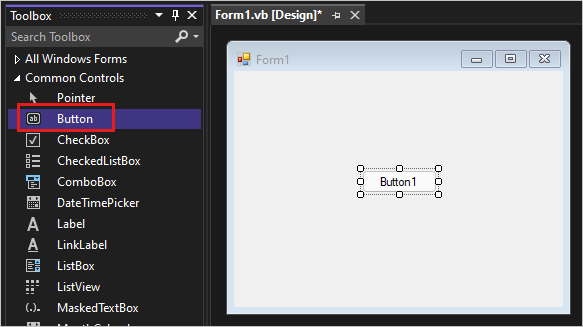 Toolbox
Search Toolbox
All Windows Forms
Common Controls
Pointer
ab Button
CheckBox
CheckedListBox
ComboBox
DateTimePicker
A Label
A LinkLabel
ListBox
ListView
(.). MaskedTextBox
Form1.vb [Design]*
Form1
Button1